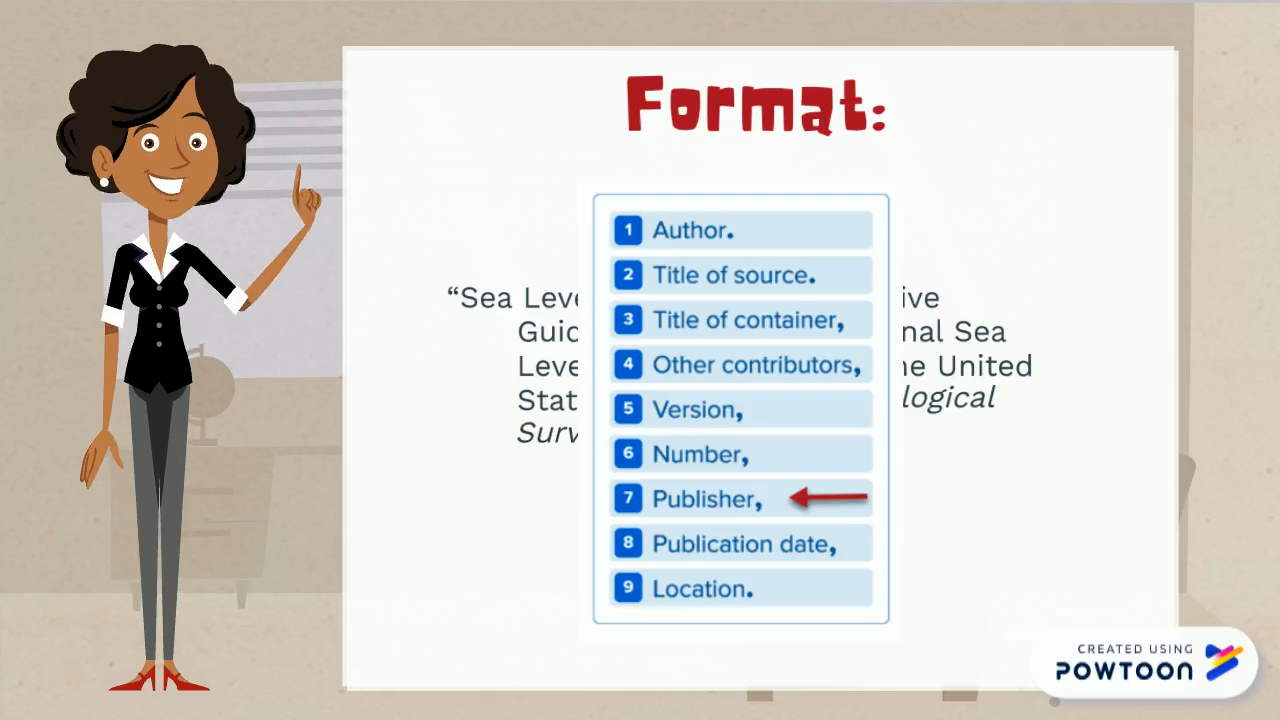 Format:
1 Author.
2 Title of source.
3 Title of container,
4 Other contributors,
5 Version,
6 Number,
7 Publisher,
8 Publication date,
9 Location.
“Sea Leve ive
Guid nal Sea
Leve he United
Stat logical
Surv
CREATED USING
POWTOON